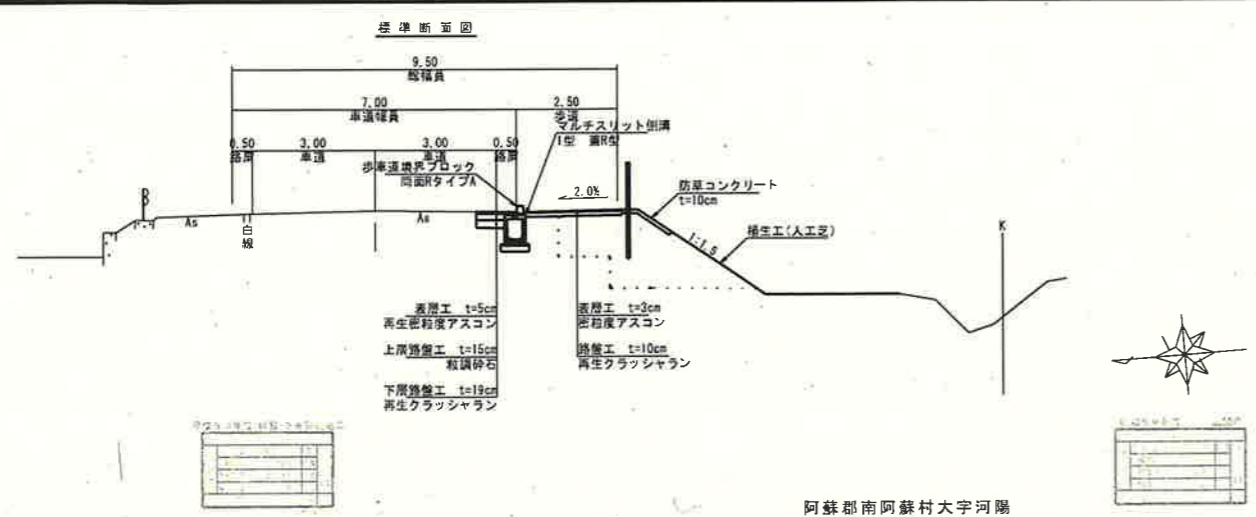 標準断面図
9.50
総幅員
7.00
車道幅員
2.50
歩道
マルチスリット側溝
I型 蓋R型
0.50
路肩
3.00
車道
3.00
車道
0.50
路肩
歩車道境界ブロック
両面RタイプA
2.0%
防草コンクリート
t=10cm
植生工(人工芝)
1:1.5
As
白線
As
K
表層工 t=5cm
再生密粒度アスコン
上層路盤工 t=15cm
粒調砕石
下層路盤工 t=19cm
再生クラッシャラン
表層工 t=3cm
密粒度アスコン
路盤工 t=10cm
再生クラッシャラン
阿蘇郡南阿蘇村大字河陽